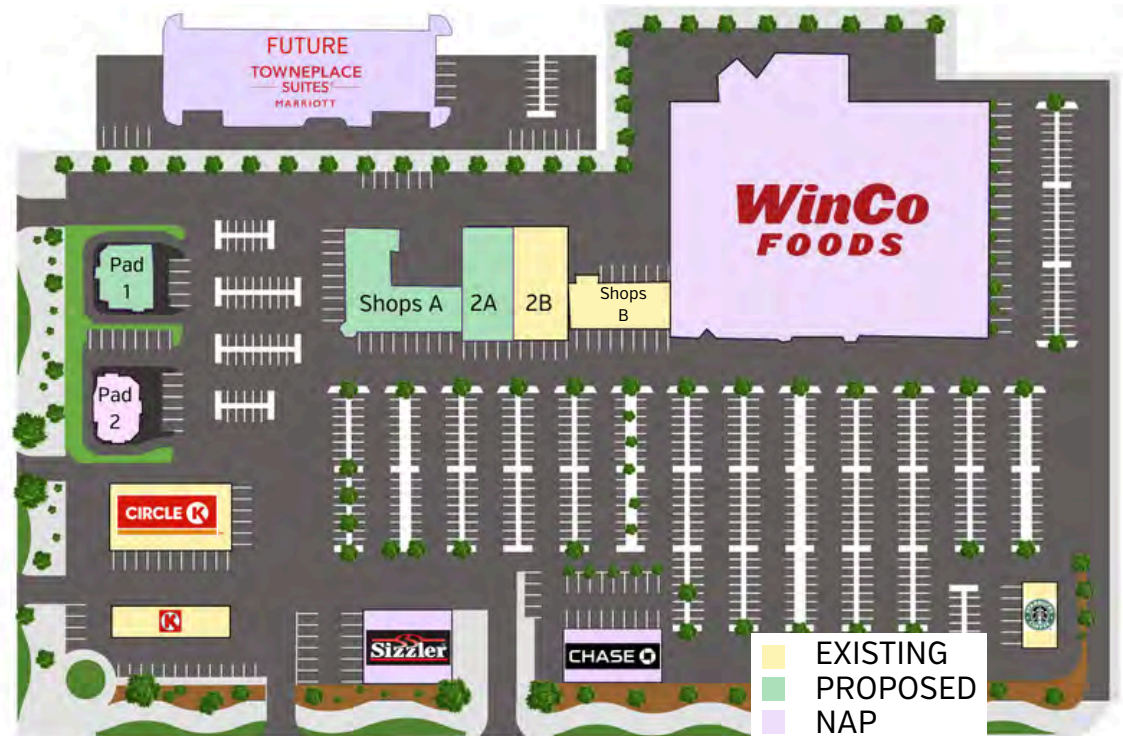 FUTURE
TOWNEPLACE
SUITES
MARRIOTT
WinCo
FOODS
Pad
1
Shops A
2A
2B
Shops
B
Pad
2
CIRCLE K
K
Sizzler
CHASE
EXISTING
PROPOSED
NAP